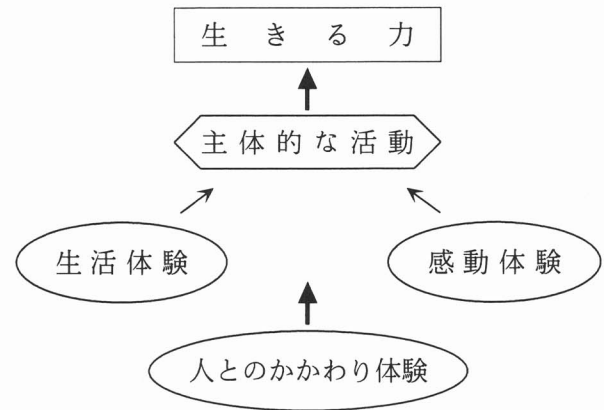 生きる力
主体的な活動
生活体験
感動体験
人とのかかわり体験